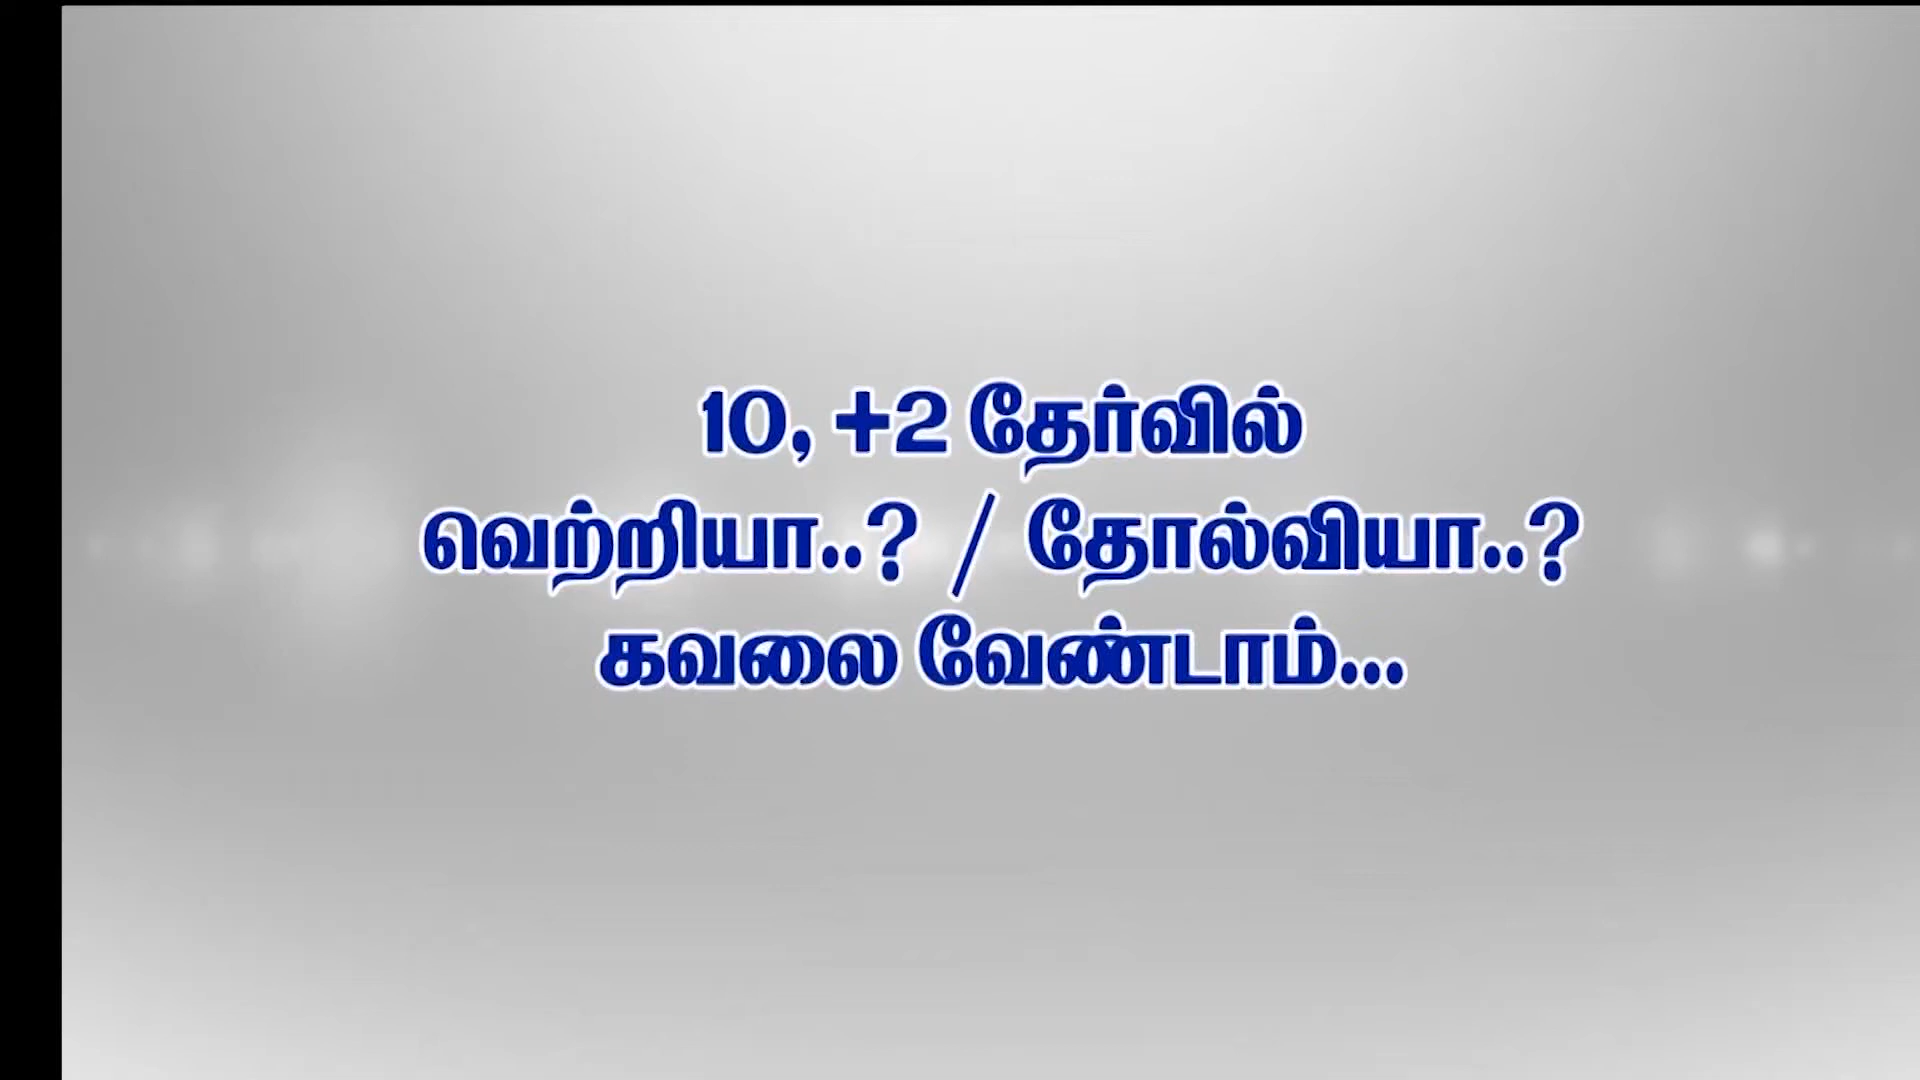 10, +2 தேர்வில்
வெற்றியா..? / தோல்வியா..?
கவலை வேண்டாம்...